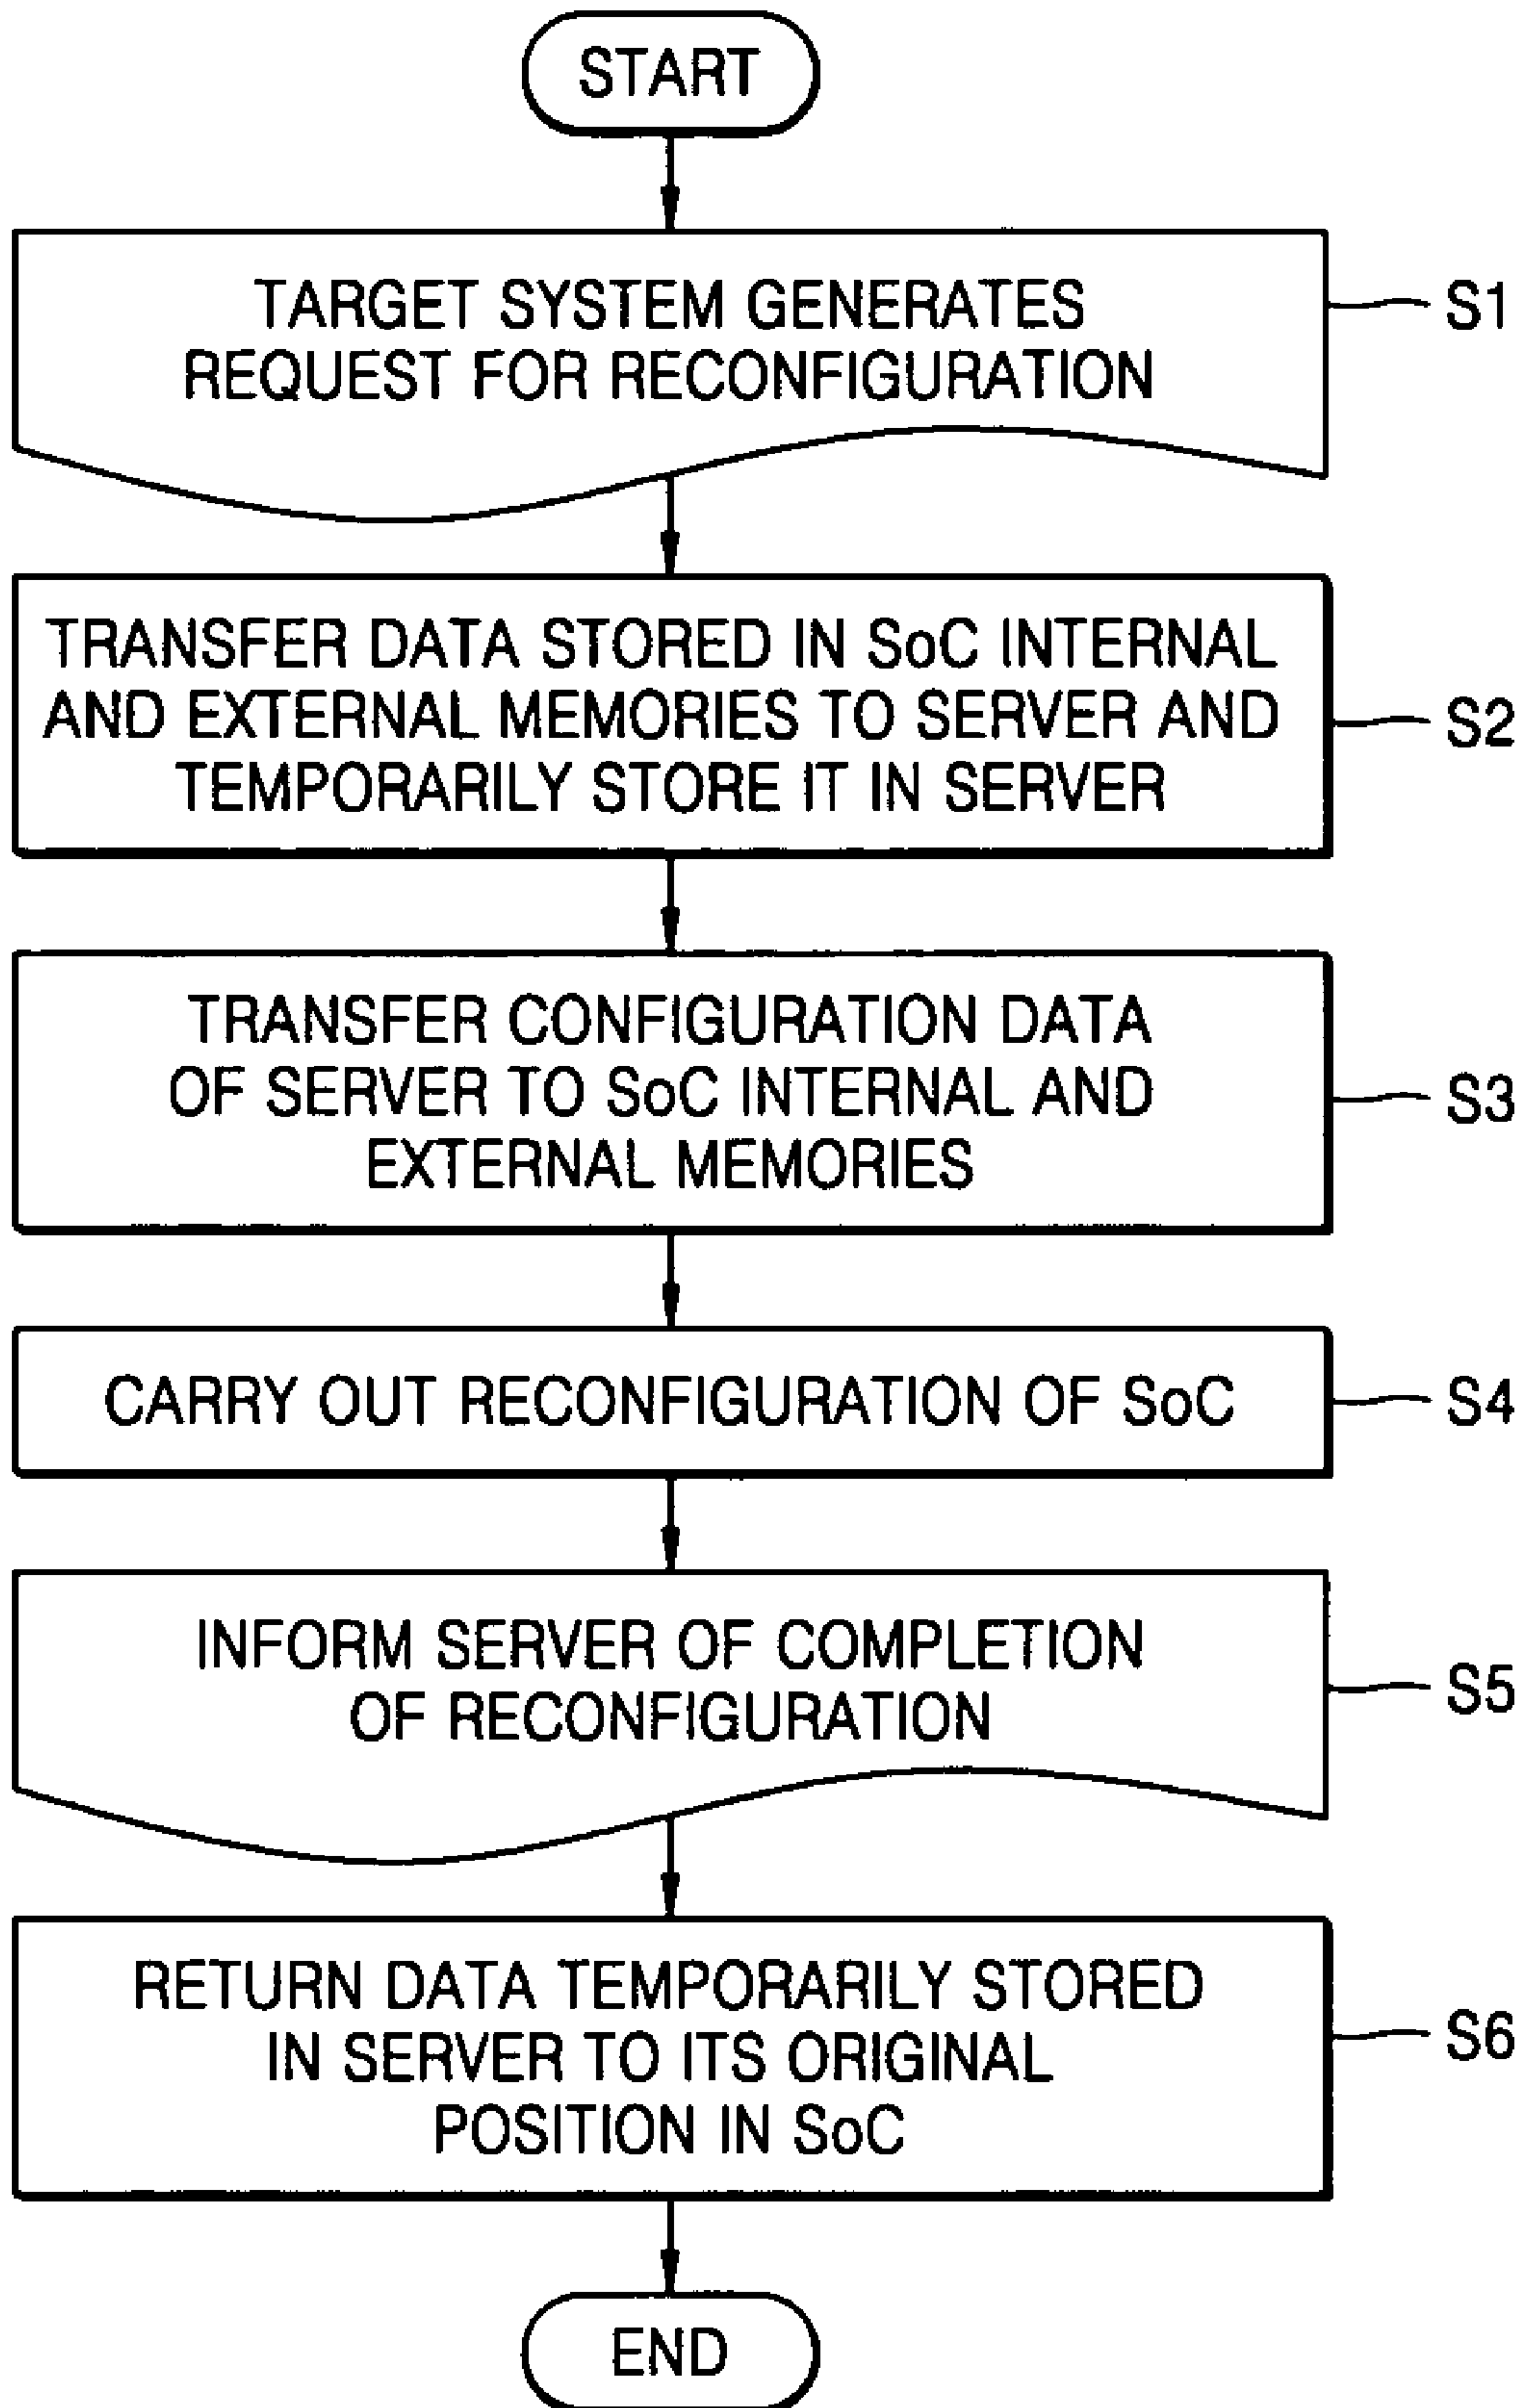 START
TARGET SYSTEM GENERATES
REQUEST FOR RECONFIGURATION
S1
TRANSFER DATA STORED IN SoC INTERNAL
AND EXTERNAL MEMORIES TO SERVER AND
TEMPORARILY STORE IT IN SERVER
S2
TRANSFER CONFIGURATION DATA
OF SERVER TO SoC INTERNAL AND
EXTERNAL MEMORIES
S3
CARRY OUT RECONFIGURATION OF SoC
S4
INFORM SERVER OF COMPLETION
OF RECONFIGURATION
S5
RETURN DATA TEMPORARILY STORED
IN SERVER TO ITS ORIGINAL
POSITION IN SoC
S6
END